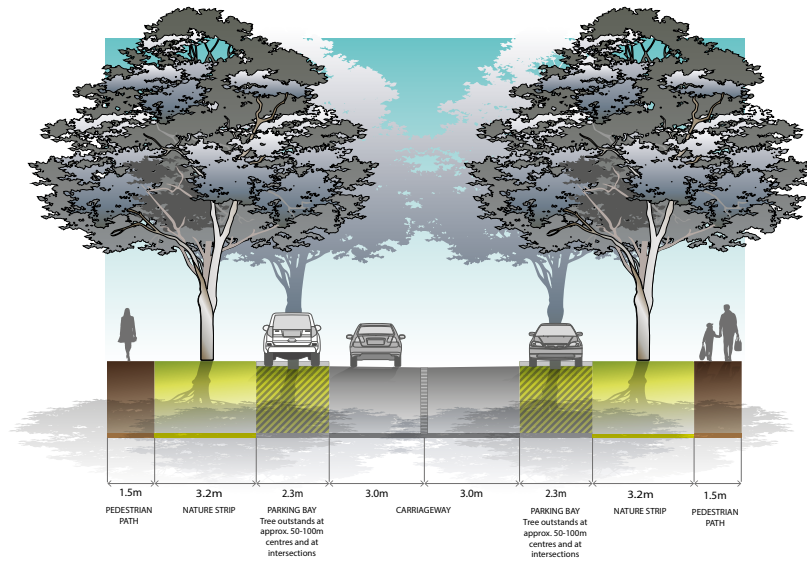 1.5m
3.2m
2.3m
3.0m
3.0m
2.3m
3.2m
1.5m
PEDESTRIAN
PATH
NATURE STRIP
PARKING BAY
Tree outstands at
approx. 50-100m
centres and at
intersections
CARRIAGEWAY
PARKING BAY
Tree outstands at
approx. 50-100m
centres and at
intersections
NATURE STRIP
PEDESTRIAN
PATH